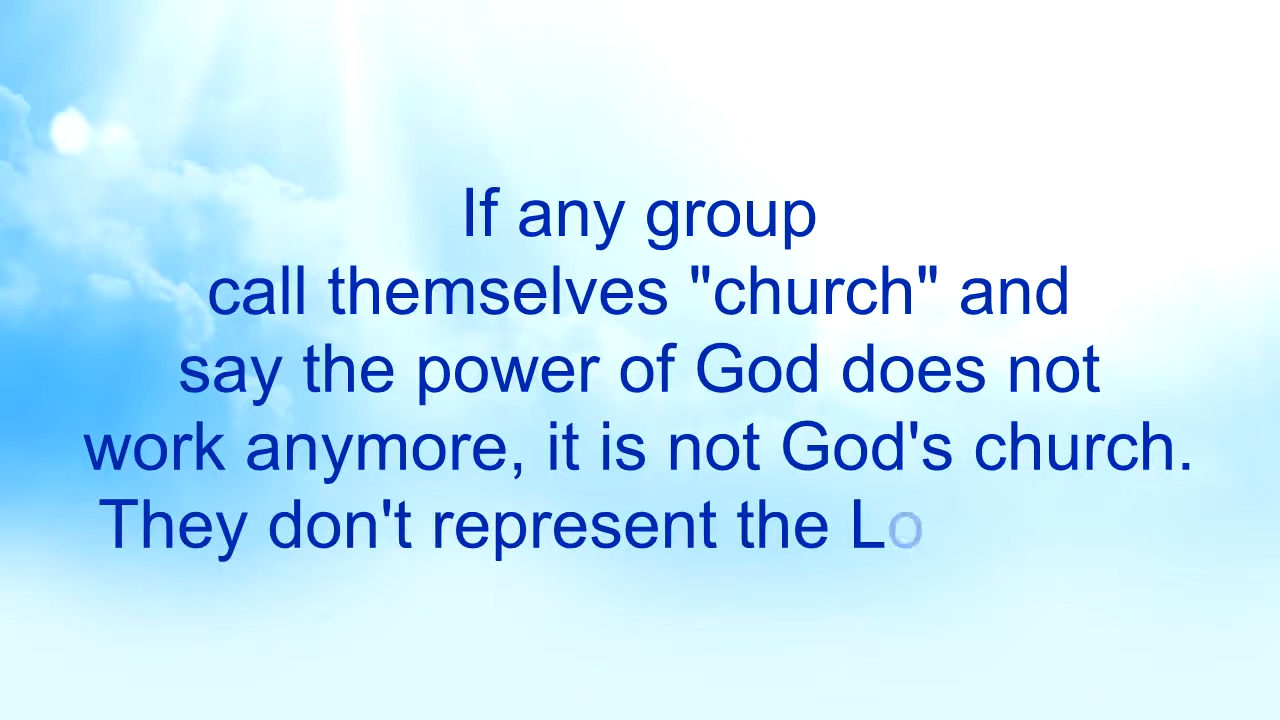 If any group
call themselves "church" and
say the power of God does not
work anymore, it is not God's church.
They don't represent the Lo